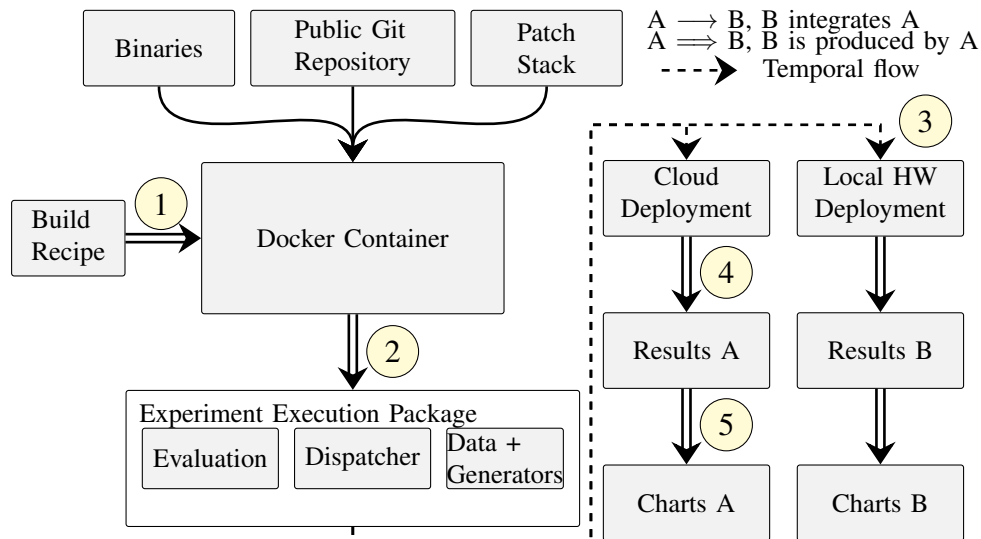 Binaries
Public Git
Repository
Patch
Stack
A ⟶ B, B integrates A
A ⟹ B, B is produced by A
Temporal flow
3
1
Build
Recipe
Docker Container
Cloud
Deployment
Local HW
Deployment
4
2
Results A
Results B
Experiment Execution Package
Evaluation
Dispatcher
Data +
Generators
5
Charts A
Charts B